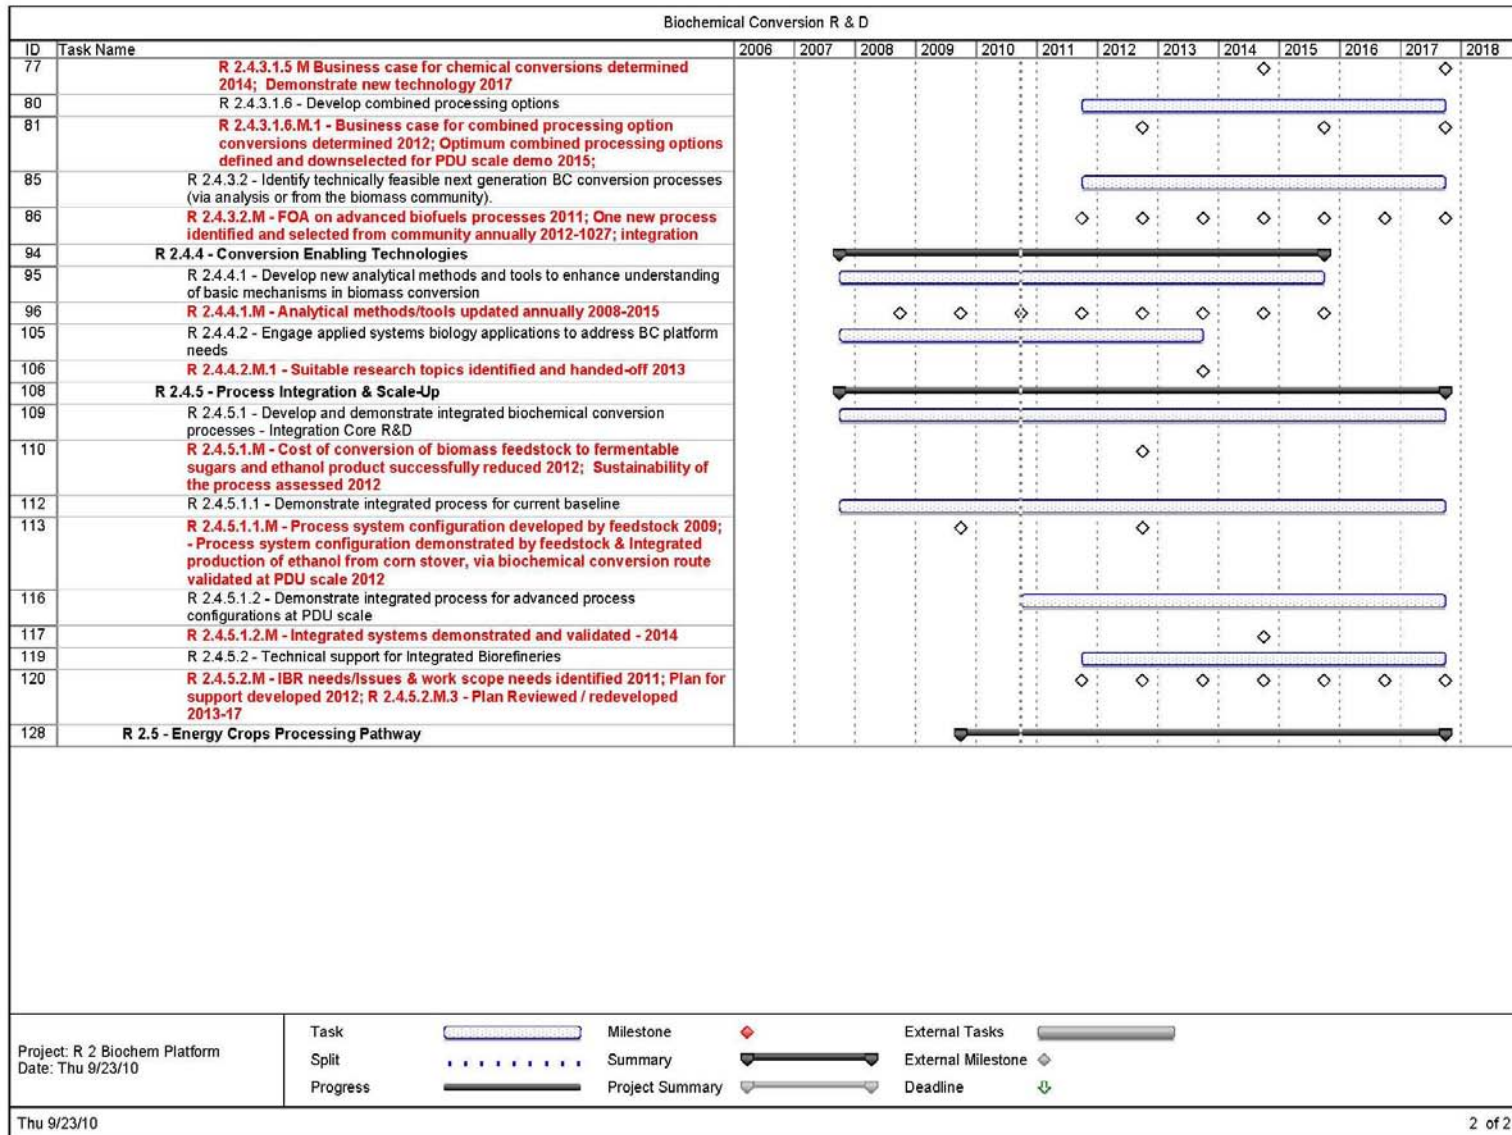 Biochemical Conversion R & D
ID Task Name 2006 2007 2008 2009 2010 2011 2012 2013 2014 2015 2016 2017 2018
77 R 2.4.3.1.5 M Business case for chemical conversions determined
2014; Demonstrate new technology 2017
80 R 2.4.3.1.6 - Develop combined processing options
81 R 2.4.3.1.6.M.1 - Business case for combined processing option
conversions determined 2012; Optimum combined processing options
defined and downselected for PDU scale demo 2015;
85 R 2.4.3.2 - Identify technically feasible next generation BC conversion processes
(via analysis or from the biomass community).
86 R 2.4.3.2.M - FOA on advanced biofuels processes 2011; One new process
identified and selected from community annually 2012-1027; integration
94 R 2.4.4 - Conversion Enabling Technologies
95 R 2.4.4.1 - Develop new analytical methods and tools to enhance understanding
of basic mechanisms in biomass conversion
96 R 2.4.4.1.M - Analytical methods/tools updated annually 2008-2015
105 R 2.4.4.2 - Engage applied systems biology applications to address BC platform
needs
106 R 2.4.4.2.M.1 - Suitable research topics identified and handed-off 2013
108 R 2.4.5 - Process Integration & Scale-Up
109 R 2.4.5.1 - Develop and demonstrate integrated biochemical conversion
processes - Integration Core R&D
110 R 2.4.5.1.M - Cost of conversion of biomass feedstock to fermentable
sugars and ethanol product successfully reduced 2012; Sustainability of
the process assessed 2012
112 R 2.4.5.1.1 - Demonstrate integrated process for current baseline
113 R 2.4.5.1.1.M - Process system configuration developed by feedstock 2009;
- Process system configuration demonstrated by feedstock & Integrated
production of ethanol from corn stover, via biochemical conversion route
validated at PDU scale 2012
116 R 2.4.5.1.2 - Demonstrate integrated process for advanced process
configurations at PDU scale
117 R 2.4.5.1.2.M - Integrated systems demonstrated and validated - 2014
119 R 2.4.5.2 - Technical support for Integrated Biorefineries
120 R 2.4.5.2.M - IBR needs/Issues & work scope needs identified 2011; Plan for
support developed 2012; R 2.4.5.2.M.3 - Plan Reviewed / redeveloped
2013-17
128 R 2.5 - Energy Crops Processing Pathway
Project: R 2 Biochem Platform
Date: Thu 9/23/10
Task Milestone External Tasks
Split Summary External Milestone
Progress Project Summary Deadline
Thu 9/23/10 2 of 2